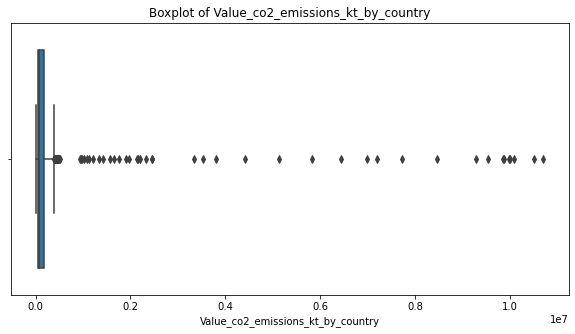 Boxplot of Value_co2_emissions_kt_by_country
0.0 0.2 0.4 0.6 0.8 1.0
1e7
Value_co2_emissions_kt_by_country